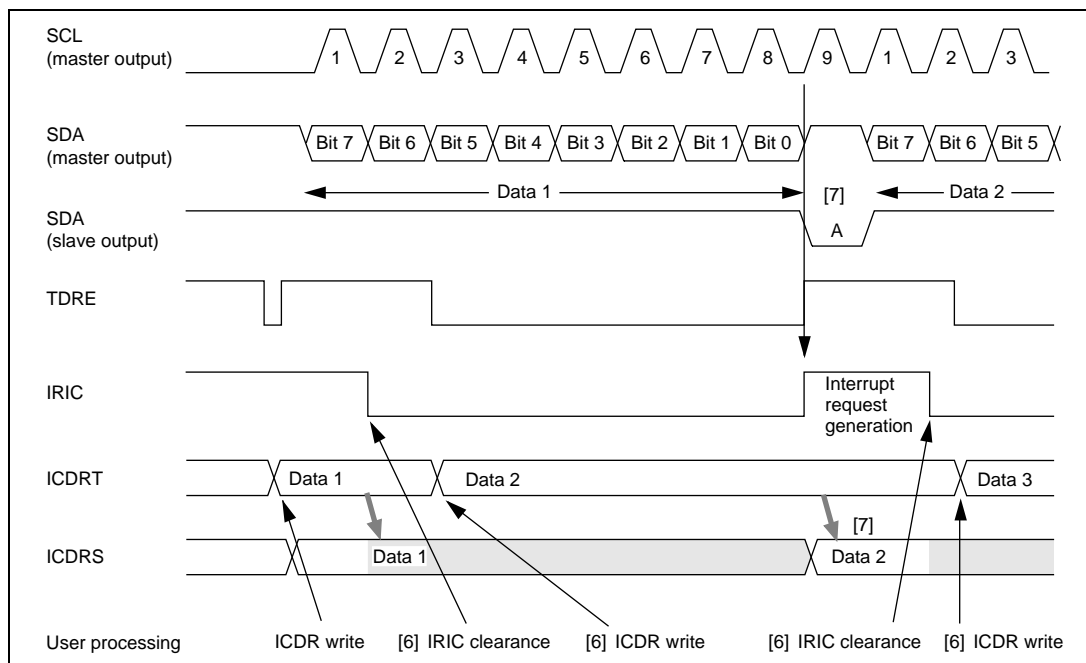 SCL
(master output)
1 2 3 4 5 6 7 8 9 1 2 3
SDA
(master output)
Bit 7 Bit 6 Bit 5 Bit 4 Bit 3 Bit 2 Bit 1 Bit 0 Bit 7 Bit 6 Bit 5
Data 1 [7] Data 2
SDA
(slave output)
A
TDRE
IRIC
Interrupt
request
generation
ICDRT
Data 1 Data 2 Data 3
[7]
ICDRS
Data 1 Data 2
User processing ICDR write [6] IRIC clearance [6] ICDR write [6] IRIC clearance [6] ICDR write